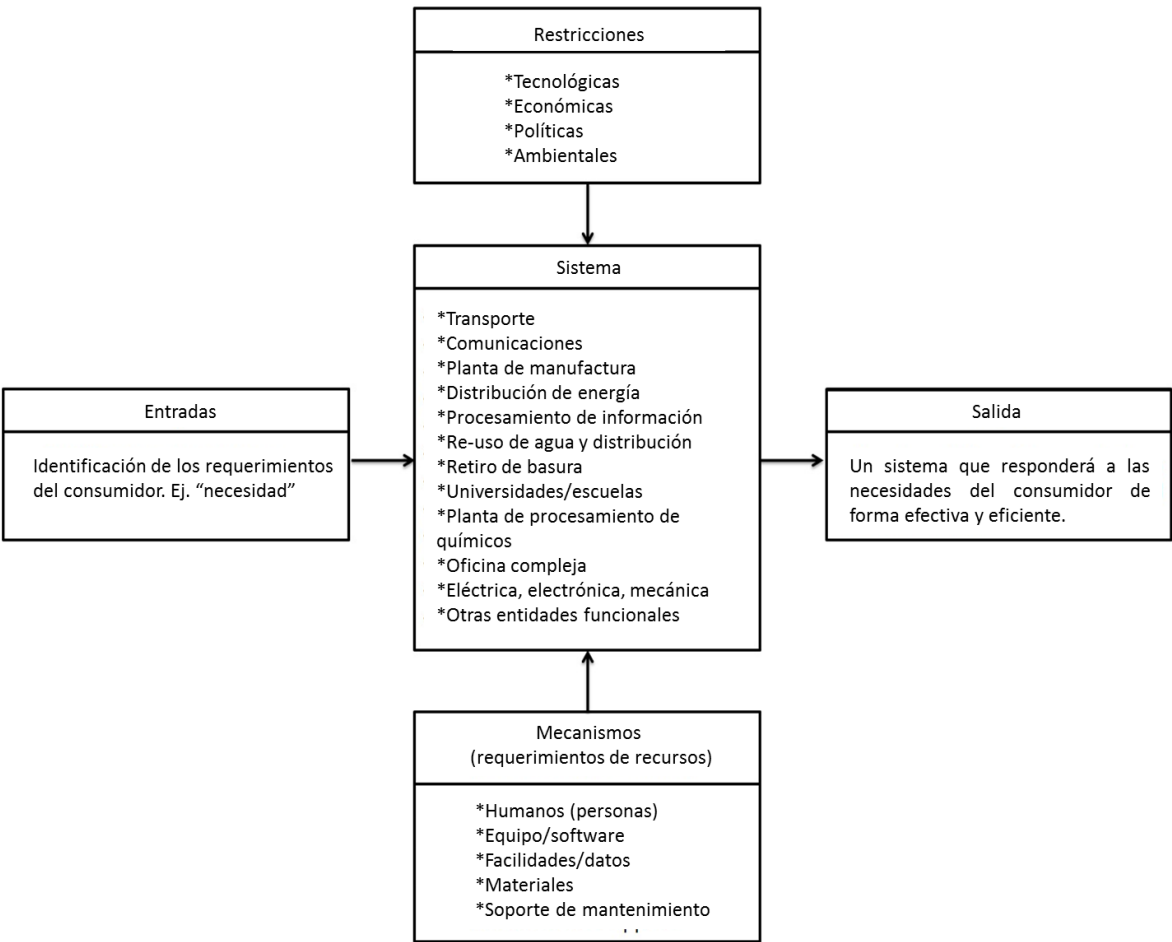 Restricciones
*Tecnológicas
*Económicas
*Políticas
*Ambientales
Sistema
*Transporte
*Comunicaciones
*Planta de manufactura
*Distribución de energía
*Procesamiento de información
*Re-uso de agua y distribución
*Retiro de basura
*Universidades/escuelas
*Planta de procesamiento de
químicos
*Oficina compleja
*Eléctrica, electrónica, mecánica
*Otras entidades funcionales
Entradas
Identificación de los requerimientos
del consumidor. Ej. “necesidad”
Salida
Un sistema que responderá a las
necesidades del consumidor de
forma efectiva y eficiente.
Mecanismos
(requerimientos de recursos)
*Humanos (personas)
*Equipo/software
*Facilidades/datos
*Materiales
*Soporte de mantenimiento